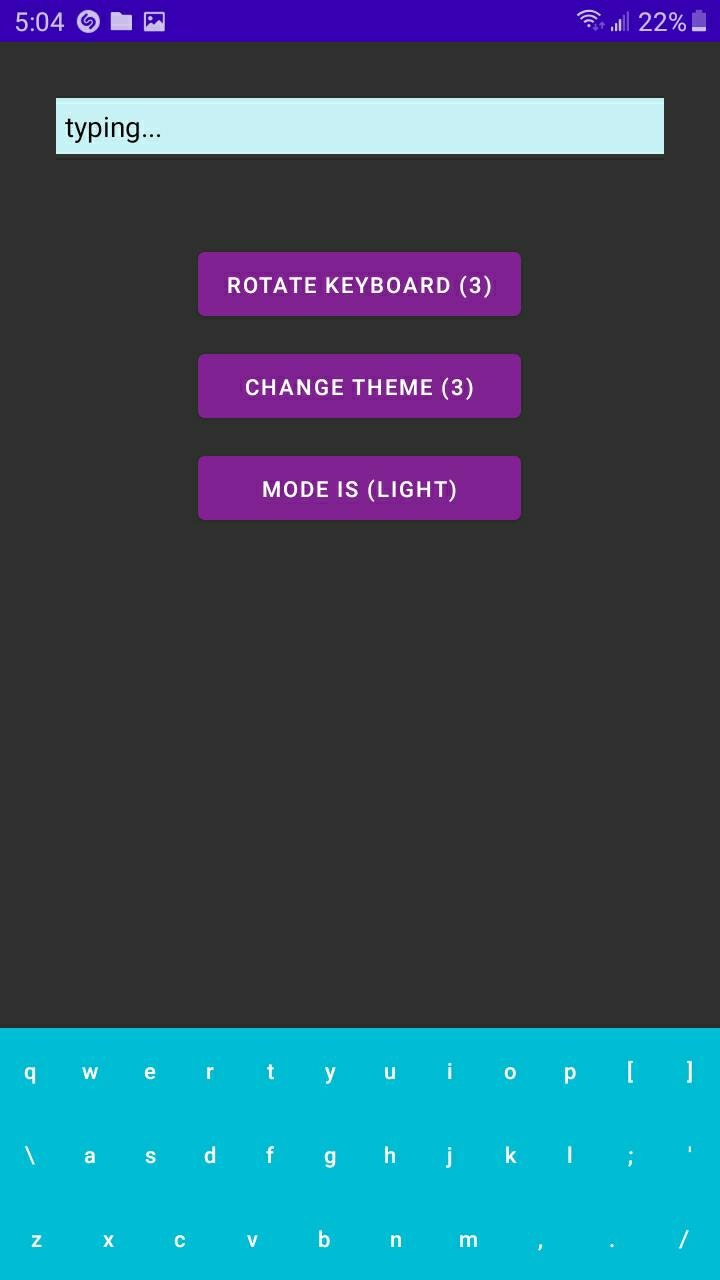 5:04 22%
typing...
ROTATE KEYBOARD (3)
CHANGE THEME (3)
MODE IS (LIGHT)
q w e r t y u i o p [ ]
\ a s d f g h j k l ; '
z x c v b n m , . /